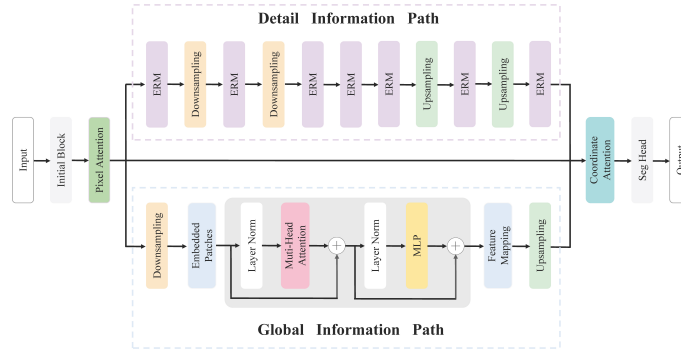 Detail Information Path
ERM
Downsampling
ERM
Downsampling
ERM
ERM
ERM
Upsampling
ERM
Upsampling
ERM
Input
Initial Block
Pixel Attention
Coordinate
Attention
Seg Head
Output
Downsampling
Embedded
Patches
Layer Norm
Muti-Head
Attention
+
Layer Norm
MLP
+
Feature
Mapping
Upsampling
Global Information Path